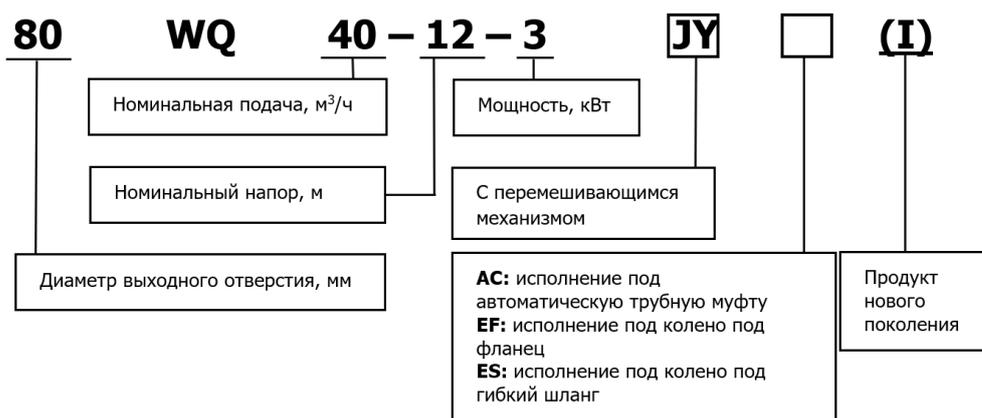 80 WQ 40 – 12 – 3 JY (I)
Номинальная подача, м³/ч
Мощность, кВт
Номинальный напор, м
С перемешивающимся
механизмом
Диаметр выходного отверстия, мм
AC: исполнение под
автоматическую трубную муфту
EF: исполнение под колено под
фланец
ES: исполнение под колено под
гибкий шланг
Продукт
нового
поколения